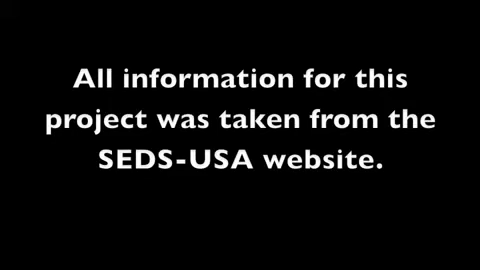 All information for this
project was taken from the
SEDS-USA website.